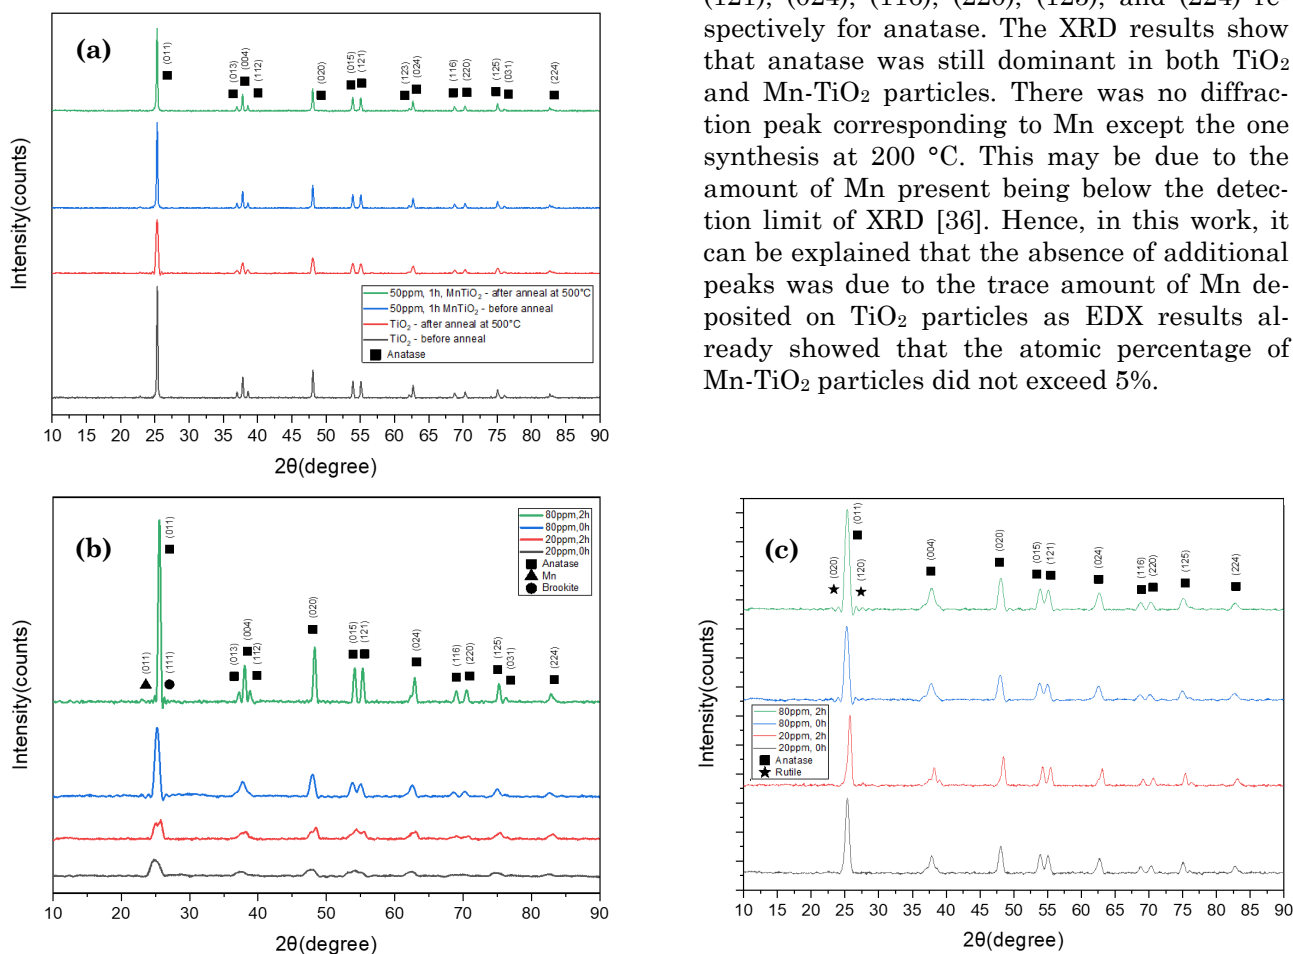 (a)
(011)
(013)
(004)
(112)
(020)
(015)
(121)
(123)
(024)
(116)
(220)
(125)
(031)
(224)
Intensity(counts)
50ppm, 1h, MnTiO₂ - after anneal at 500°C
50ppm, 1h MnTiO₂ - before anneal
TiO₂ - after anneal at 500°C
TiO₂ - before anneal
Anatase
10 15 20 25 30 35 40 45 50 55 60 65 70 75 80 85 90
2θ(degree)
spectively for anatase. The XRD results show
that anatase was still dominant in both TiO₂
and Mn-TiO₂ particles. There was no diffrac-
tion peak corresponding to Mn except the one
synthesis at 200 °C. This may be due to the
amount of Mn present being below the detec-
tion limit of XRD [36]. Hence, in this work, it
can be explained that the absence of additional
peaks was due to the trace amount of Mn de-
posited on TiO₂ particles as EDX results al-
ready showed that the atomic percentage of
Mn-TiO₂ particles did not exceed 5%.
(b)
(011)
(011)
(111)
(013)
(004)
(112)
(020)
(015)
(121)
(024)
(116)
(220)
(125)
(031)
(224)
Intensity(counts)
80ppm,2h
80ppm,0h
20ppm,2h
20ppm,0h
Anatase
Mn
Brookite
10 20 30 40 50 60 70 80 90
2θ(degree)
(c)
(020)
(011)
(120)
(004)
(020)
(015)
(121)
(024)
(116)
(220)
(125)
(224)
Intensity(counts)
80ppm, 2h
80ppm, 0h
20ppm, 2h
20ppm, 0h
Anatase
Rutile
10 15 20 25 30 35 40 45 50 55 60 65 70 75 80 85 90
2θ(degree)